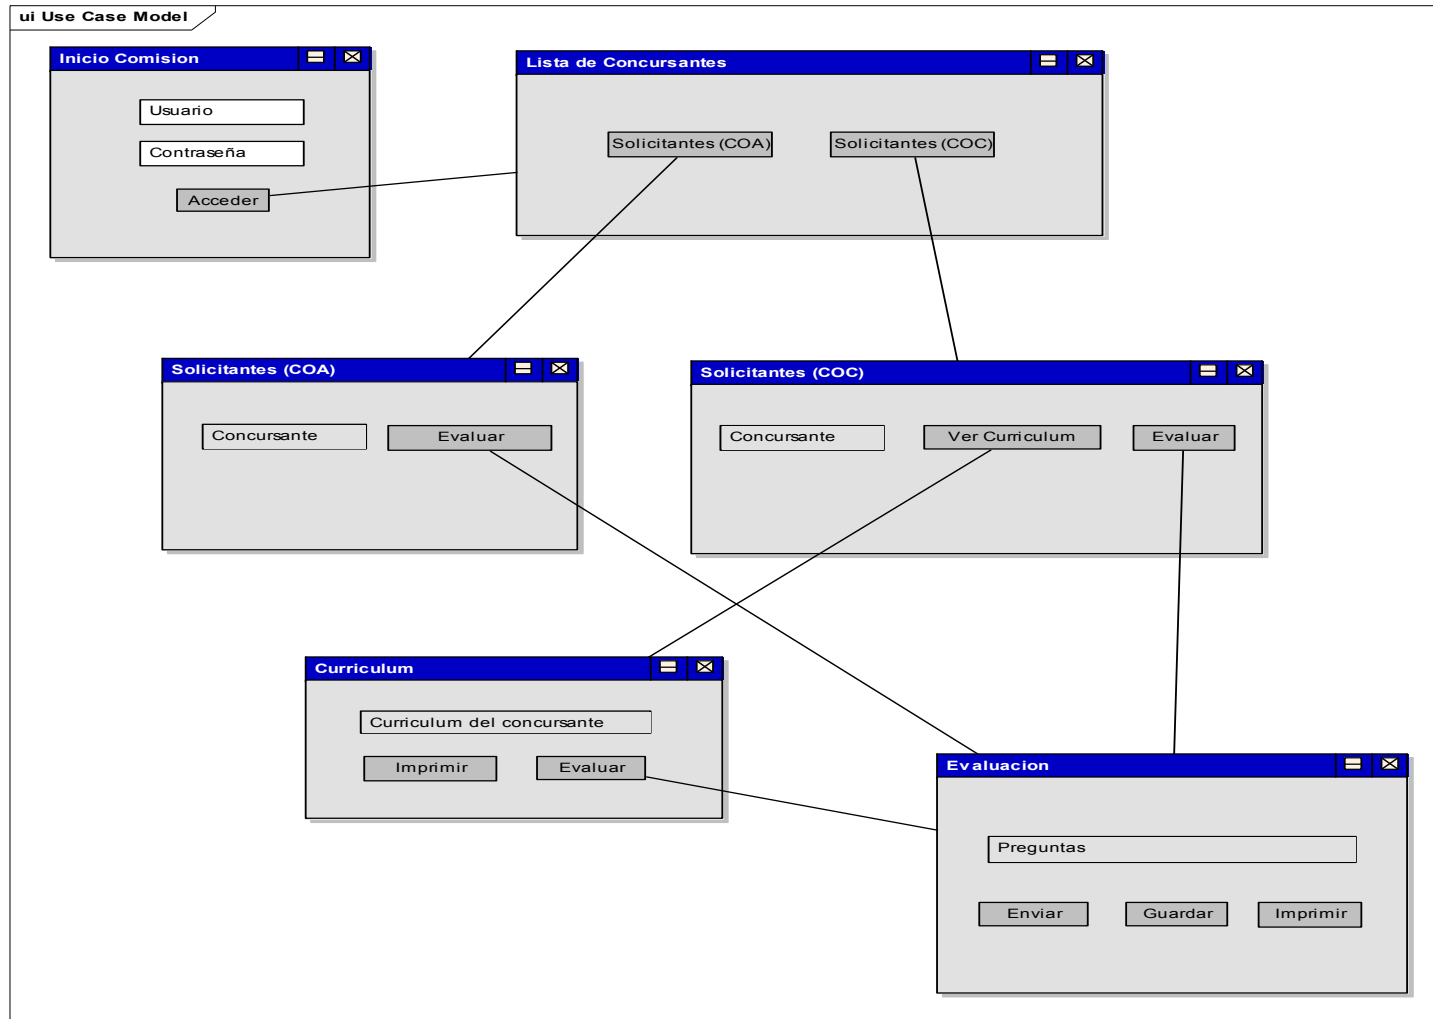 ui Use Case Model
Inicio Comision
Usuario
Contraseña
Acceder
Lista de Concursantes
Solicitantes (COA)
Solicitantes (COC)
Solicitantes (COA)
Concursante
Evaluar
Solicitantes (COC)
Concursante
Ver Curriculum
Evaluar
Curriculum
Curriculum del concursante
Imprimir
Evaluar
Evaluacion
Preguntas
Enviar
Guardar
Imprimir